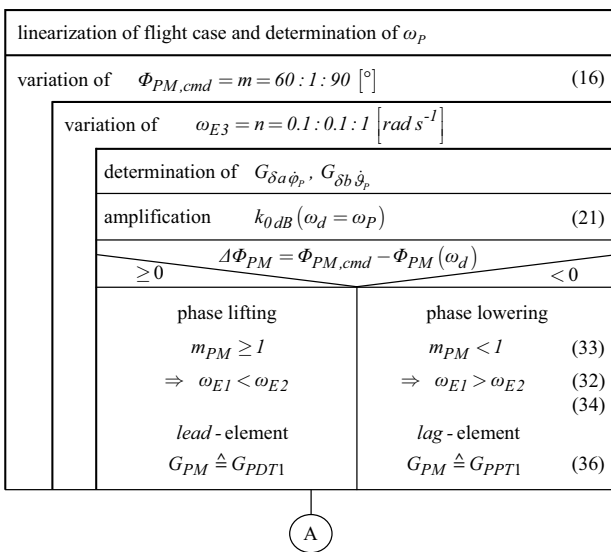 linearization of flight case and determination of ω_P
variation of Φ_PM,cmd = m = 60 : 1 : 90 [°] (16)
variation of ω_E3 = n = 0.1 : 0.1 : 1 [rad s^-1]
determination of G_δa φ̇_P , G_δb ϑ̇_P
amplification k_0dB (ω_d = ω_P) (21)
ΔΦ_PM = Φ_PM,cmd − Φ_PM (ω_d)
≥ 0 < 0
phase lifting phase lowering
m_PM ≥ 1 m_PM < 1 (33)
⇒ ω_E1 < ω_E2 ⇒ ω_E1 > ω_E2 (32)
(34)
lead - element lag - element
G_PM ≙ G_PDT1 G_PM ≙ G_PPT1 (36)
A